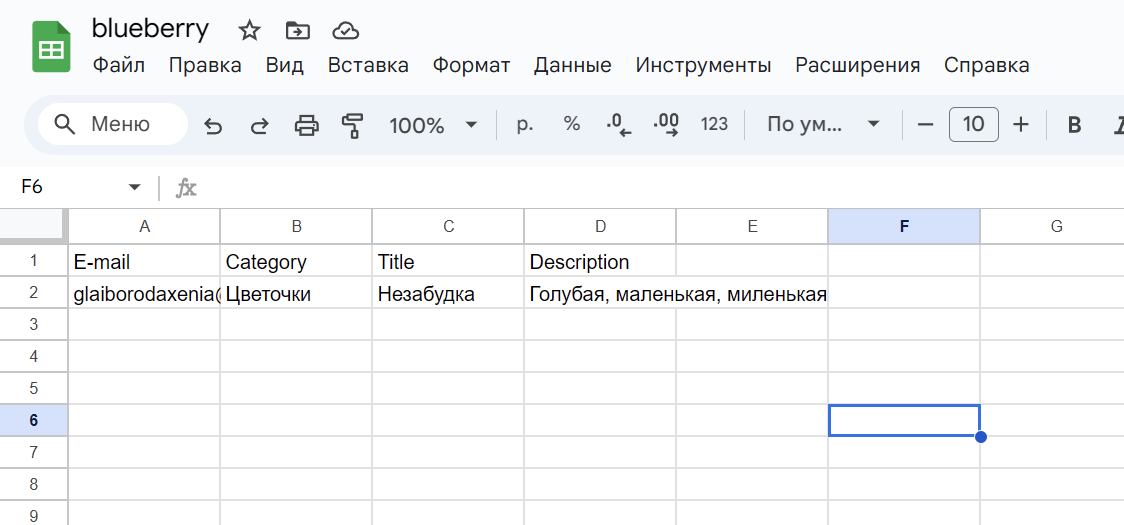 blueberry
Файл Правка Вид Вставка Формат Данные Инструменты Расширения Справка
Меню 100% р. % .0 .00 123 По ум... 10 B I
F6 fx
A B C D E F G
1 E-mail Category Title Description
2 glaiborodaxenia@ Цветочки Незабудка Голубая, маленькая, миленькая
3
4
5
6
7
8
9